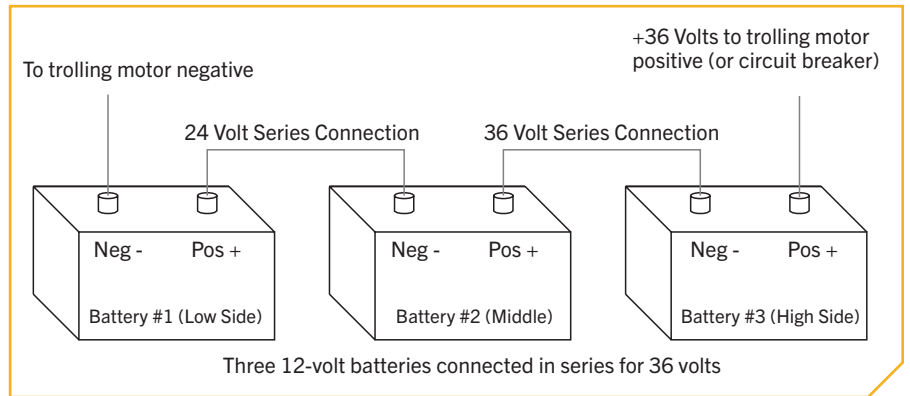 +36 Volts to trolling motor
positive (or circuit breaker)
To trolling motor negative
24 Volt Series Connection
36 Volt Series Connection
Neg - Pos +
Neg - Pos +
Neg - Pos +
Battery #1 (Low Side)
Battery #2 (Middle)
Battery #3 (High Side)
Three 12-volt batteries connected in series for 36 volts